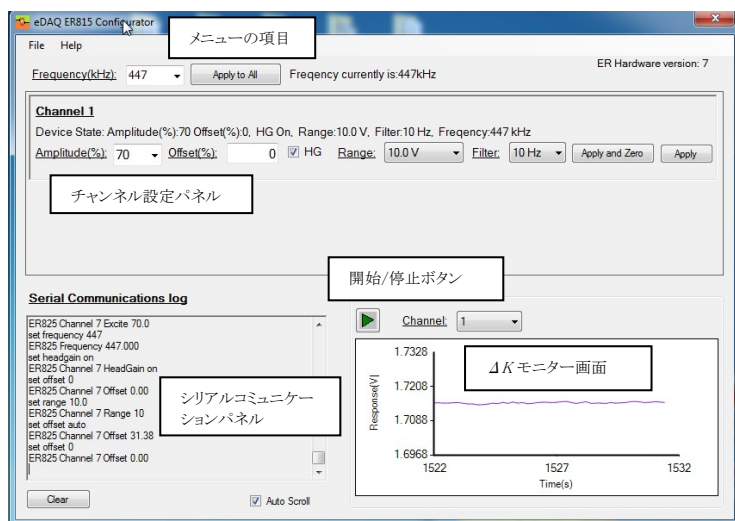 eDAQ ER815 Configurator
File Help
メニューの項目
ER Hardware version: 7
Frequency(kHz): 447 Apply to All Freqency currently is:447kHz
Channel 1
Device State: Amplitude(%):70 Offset(%):0, HG On, Range:10.0 V, Filter:10 Hz, Freqency:447 kHz
Amplitude(%): 70 Offset(%): 0 HG Range: 10.0 V Filter: 10 Hz Apply and Zero Apply
チャンネル設定パネル
開始/停止ボタン
Serial Communications log
ER825 Channel 7 Excite 70.0
set frequency 447
ER825 Frequency 447.000
set headgain on
ER825 Channel 7 HeadGain on
set offset 0
ER825 Channel 7 Offset 0.00
set range 10.0
ER825 Channel 7 Range 10
set offset auto
ER825 Channel 7 Offset 31.38
set offset 0
ER825 Channel 7 Offset 0.00
シリアルコミュニケー
ションパネル
Clear Auto Scroll
Channel: 1
ΔKモニター画面
Response[V]
1.7328
1.7208
1.7088
1.6968
1522 1527 1532
Time(s)